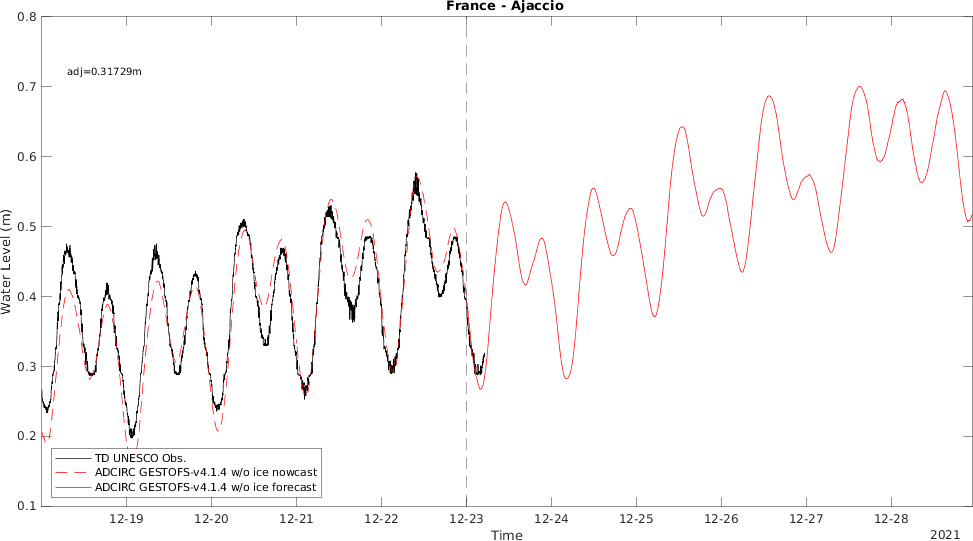 France - Ajaccio
0.8
adj=0.31729m
0.7
0.6
0.5
Water Level (m)
0.4
0.3
0.2
TD UNESCO Obs.
ADCIRC GESTOFS-v4.1.4 w/o ice nowcast
ADCIRC GESTOFS-v4.1.4 w/o ice forecast
0.1
12-19 12-20 12-21 12-22 12-23 12-24 12-25 12-26 12-27 12-28
Time 2021